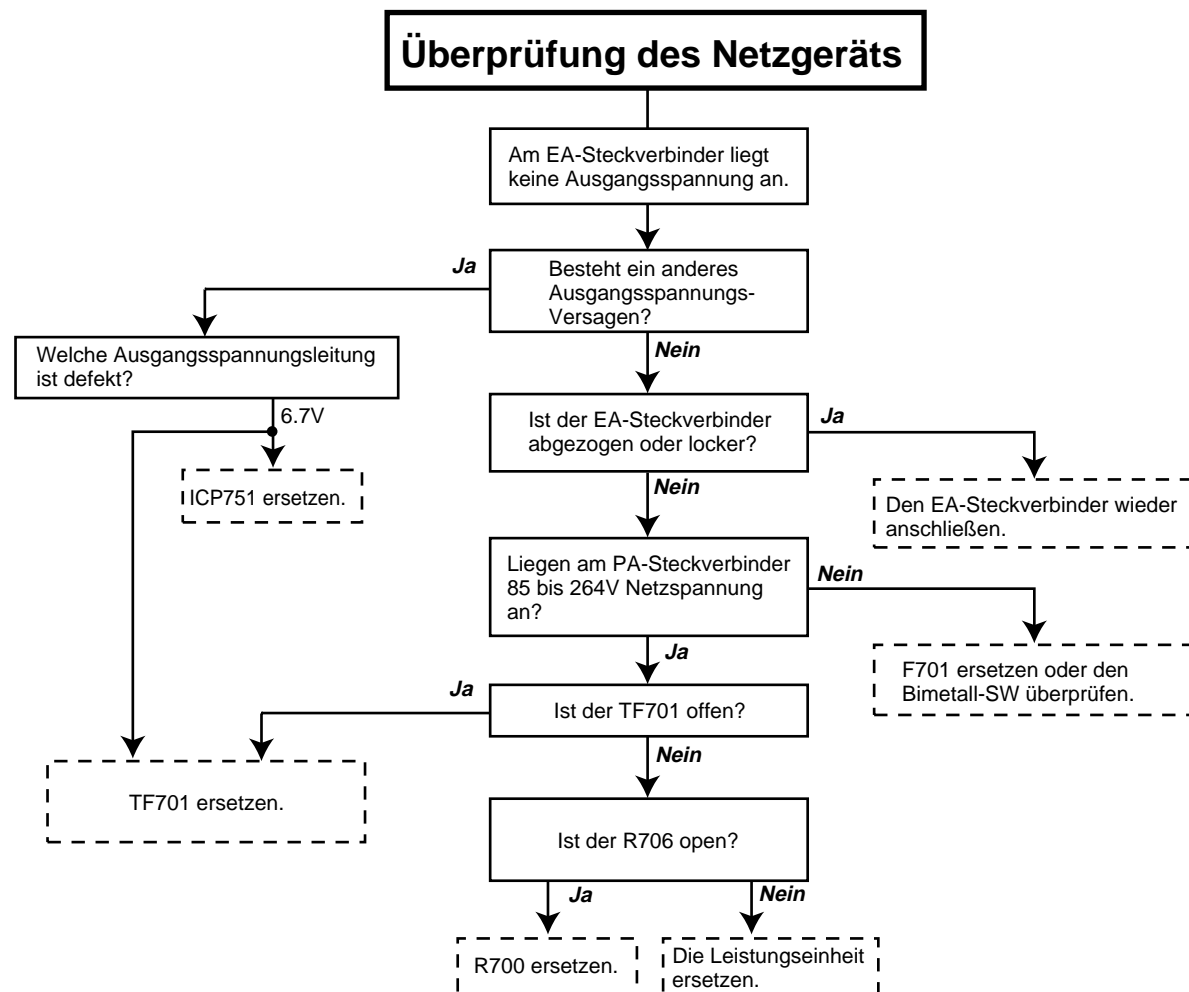 Überprüfung des Netzgeräts
Am EA-Steckverbinder liegt
keine Ausgangsspannung an.
Ja
Besteht ein anderes
Ausgangsspannungs-
Versagen?
Nein
Welche Ausgangsspannungsleitung
ist defekt?
6.7V
ICP751 ersetzen.
Ist der EA-Steckverbinder
abgezogen oder locker?
Ja
Nein
Den EA-Steckverbinder wieder
anschließen.
Liegen am PA-Steckverbinder
85 bis 264V Netzspannung
an?
Nein
Ja
F701 ersetzen oder den
Bimetall-SW überprüfen.
Ja
Ist der TF701 offen?
Nein
TF701 ersetzen.
Ist der R706 open?
Ja
Nein
R700 ersetzen.
Die Leistungseinheit
ersetzen.